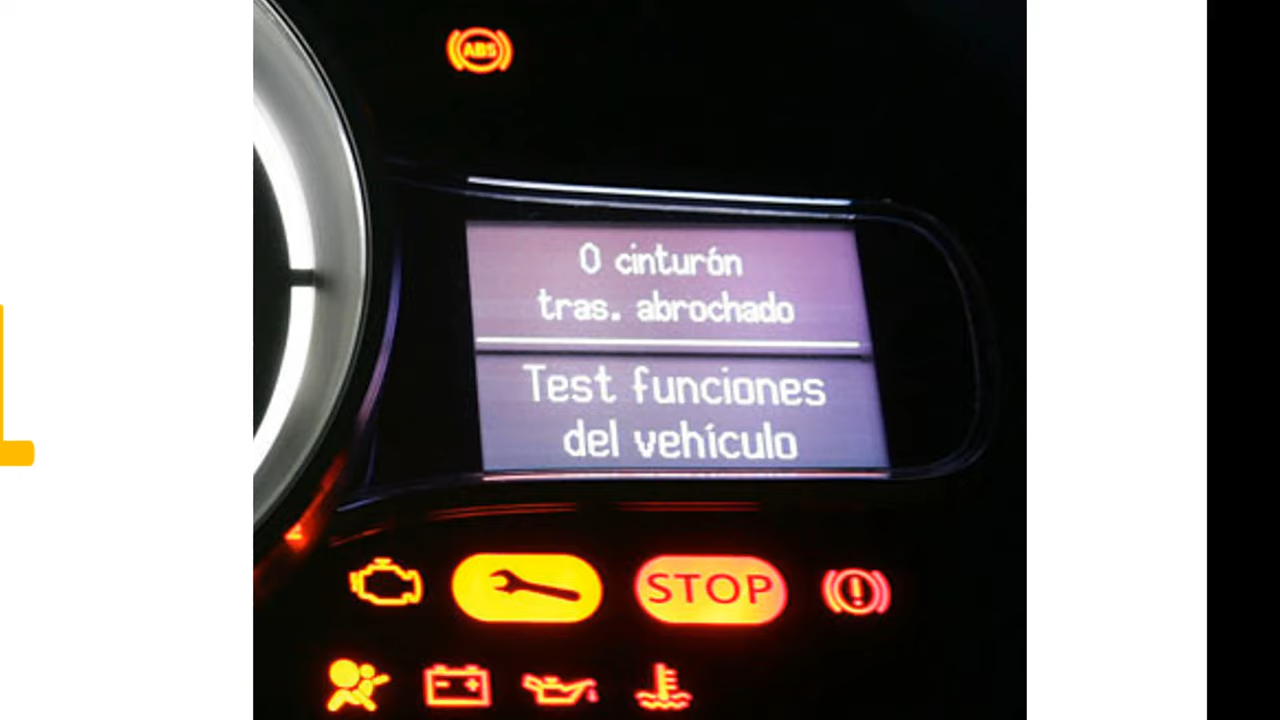 ABS
0 cinturón
tras. abrochado
Test funciones
del vehículo
STOP